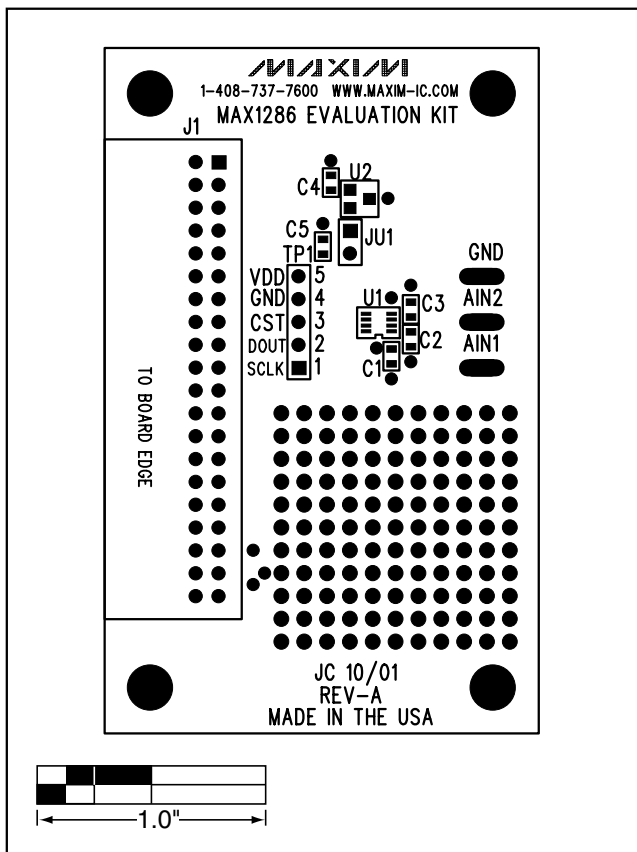 MAXIM
1-408-737-7600 WWW.MAXIM-IC.COM
MAX1286 EVALUATION KIT
J1
U2
C4
C5
JU1
TP1
VDD 5
GND 4
CST 3
DOUT 2
SCLK 1
U1
C3
C2
C1
GND
AIN2
AIN1
TO BOARD EDGE
JC 10/01
REV-A
MADE IN THE USA
1.0"